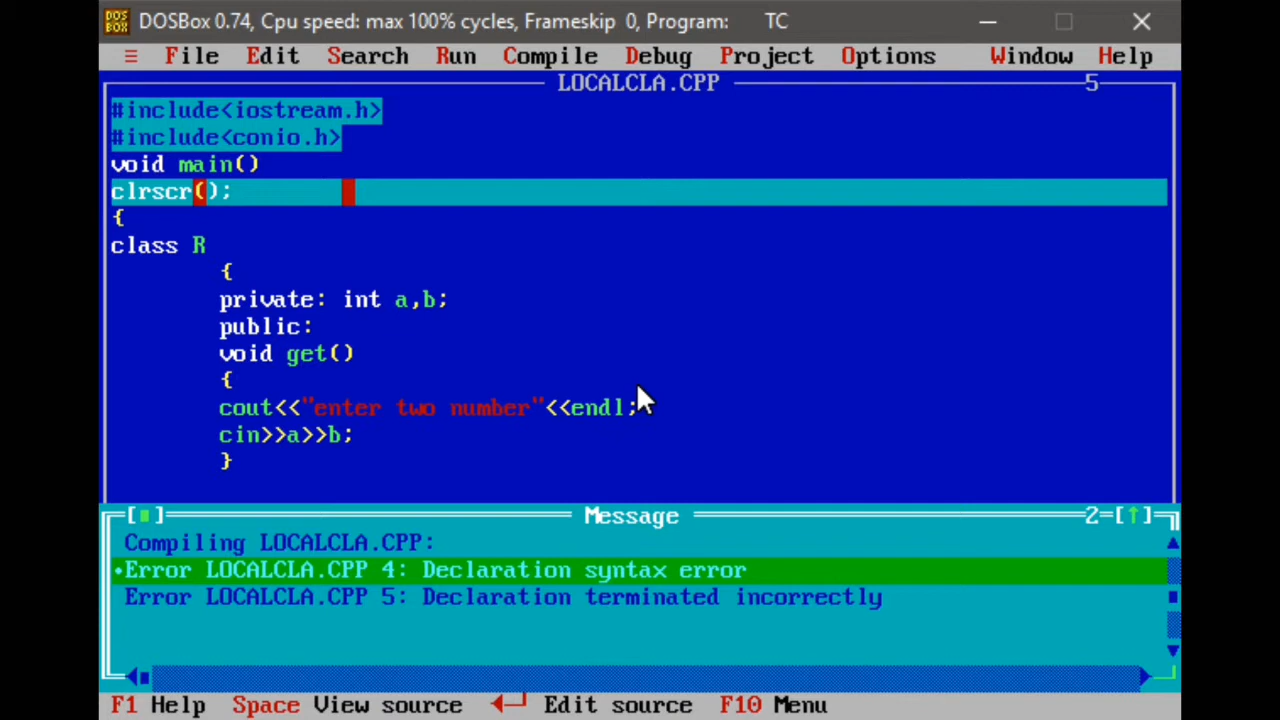 DOSBox 0.74, Cpu speed: max 100% cycles, Frameskip 0, Program: TC
≡ File Edit Search Run Compile Debug Project Options Window Help
LOCALCLA.CPP 5
#include<iostream.h>
#include<conio.h>
void main()
clrscr();
{
class R
{
private: int a,b;
public:
void get()
{
cout<<"enter two number"<<endl;
cin>>a>>b;
}
[■] Message 2=[↑]
Compiling LOCALCLA.CPP:
•Error LOCALCLA.CPP 4: Declaration syntax error
Error LOCALCLA.CPP 5: Declaration terminated incorrectly
F1 Help Space View source ◄┘ Edit source F10 Menu